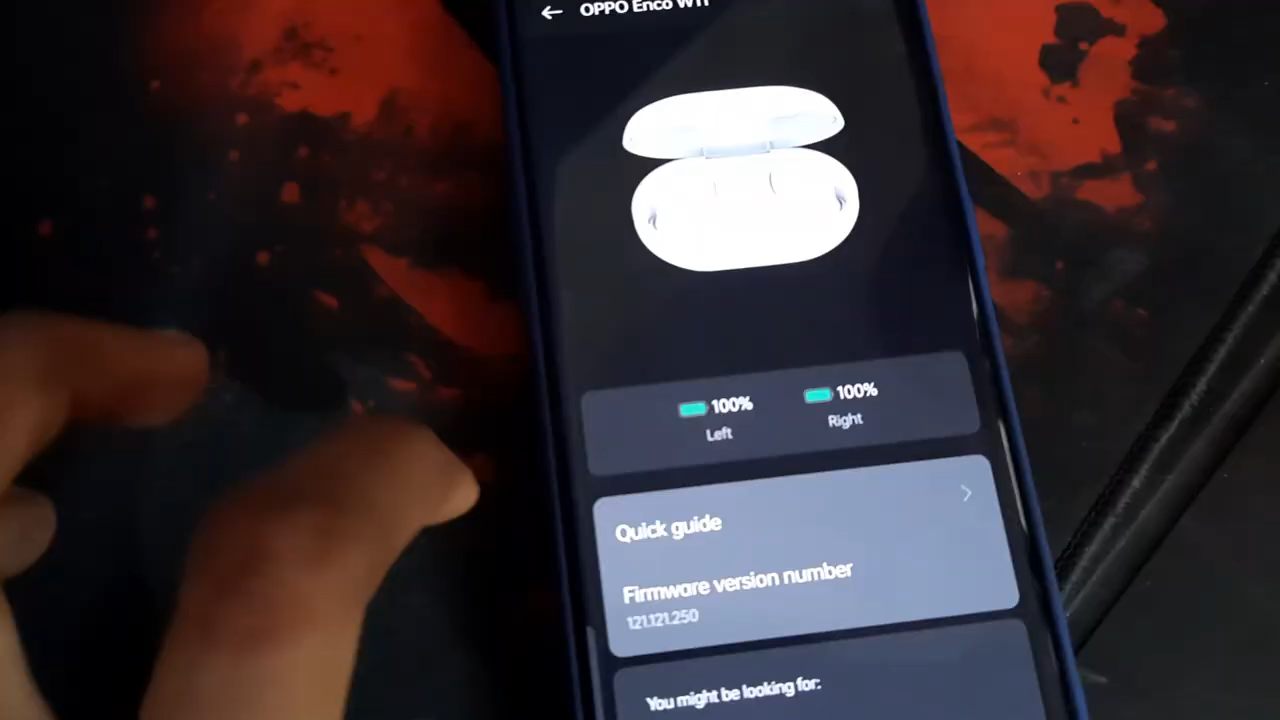 OPPO Enco W11
100%
100%
Left
Right
Quick guide
Firmware version number
121.121.250
You might be looking for: